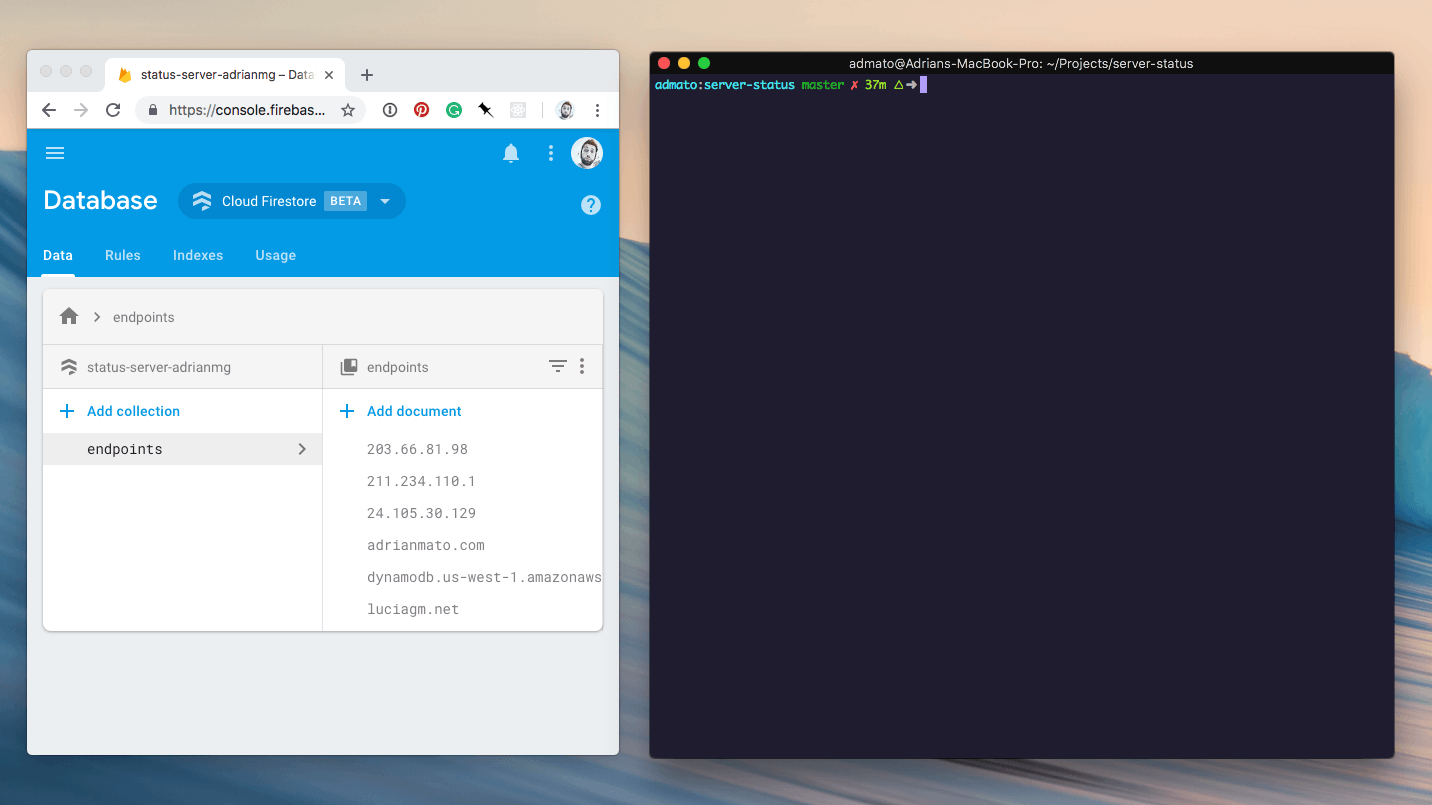 status-server-adrianmg – Data
https://console.firebas...
Database
Cloud Firestore BETA
Data Rules Indexes Usage
endpoints
status-server-adrianmg
endpoints
Add collection
Add document
endpoints
203.66.81.98
211.234.110.1
24.105.30.129
adrianmato.com
dynamodb.us-west-1.amazonaws
luciagm.net
admato@Adrians-MacBook-Pro: ~/Projects/server-status
admato:server-status master ✗ 37m △➜